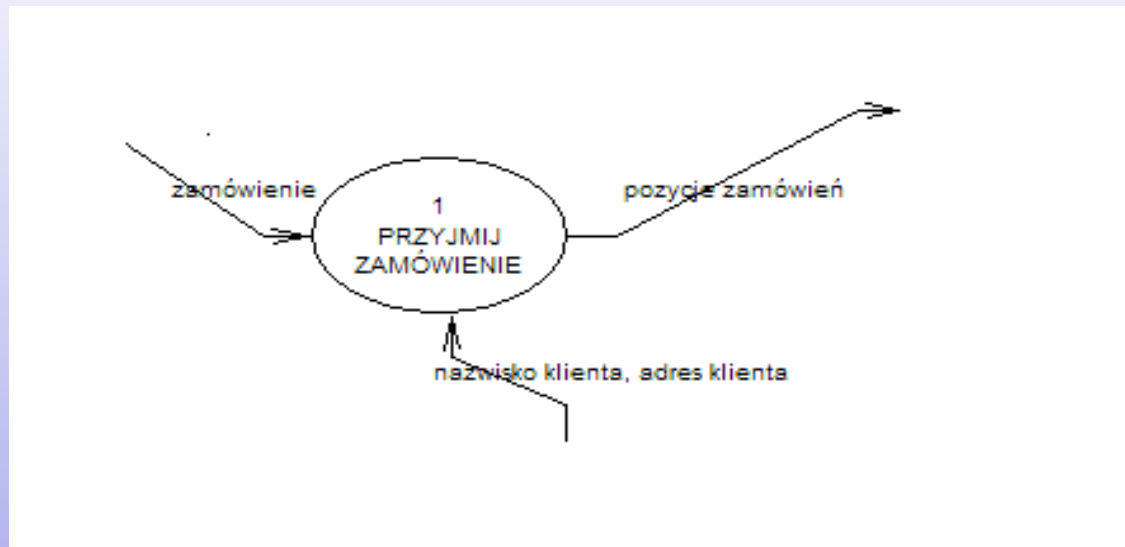 zamówienie
pozycje zamówień
1
PRZYJMIJ
ZAMÓWIENIE
nazwisko klienta, adres klienta